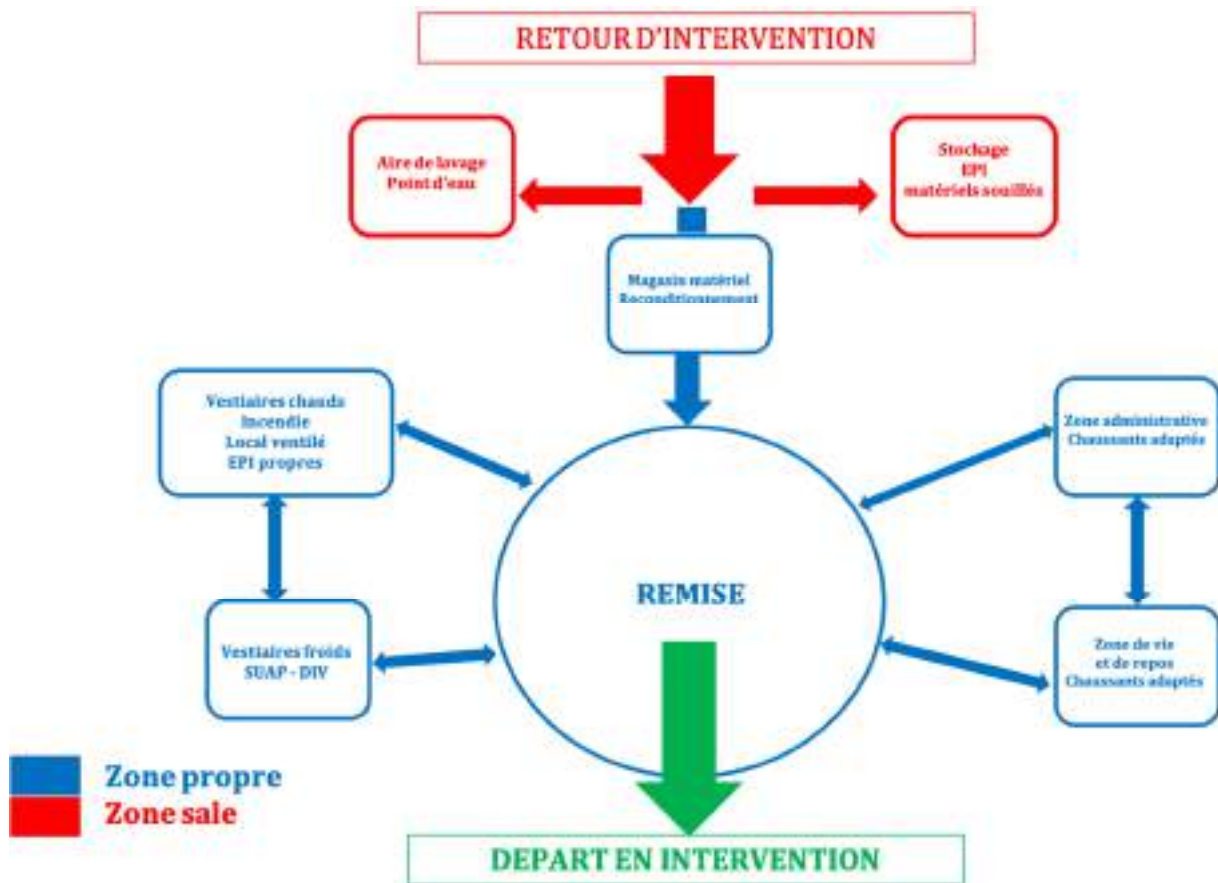 RETOUR D'INTERVENTION
Aire de lavage
Point d'eau
Stockage
EPI
matériels souillés
Magasin matériel
Reconditionnement
Vestiaires chauds
Incendie
Local ventilé
EPI propres
Zone administrative
Chaussants adaptés
REMISE
Vestiaires froids
SUAP - DIV
Zone de vie
et de repos
Chaussants adaptés
Zone propre
Zone sale
DEPART EN INTERVENTION